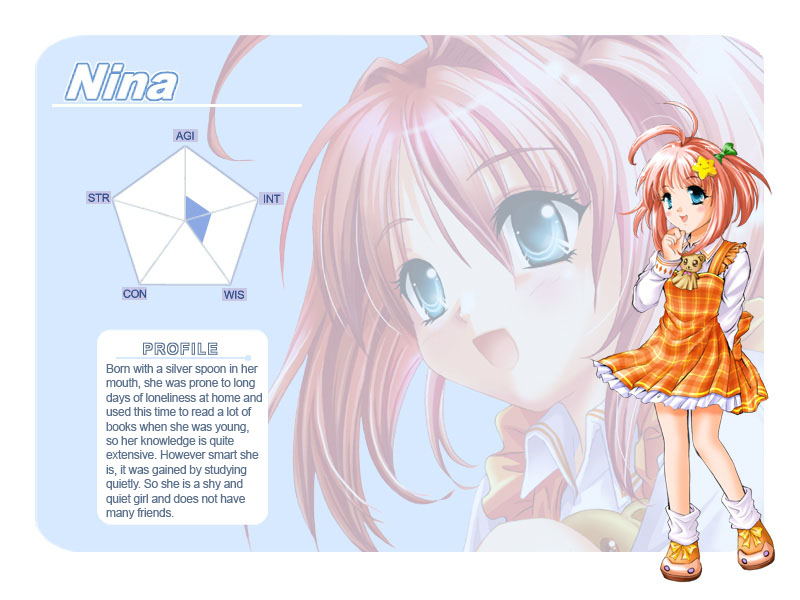 Nina
AGI
STR
INT
CON
WIS
PROFILE
Born with a silver spoon in her
mouth, she was prone to long
days of loneliness at home and
used this time to read a lot of
books when she was young,
so her knowledge is quite
extensive. However smart she
is, it was gained by studying
quietly. So she is a shy and
quiet girl and does not have
many friends.